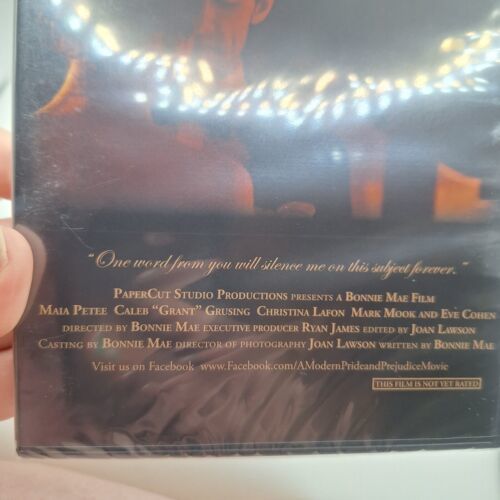 “One word from you will silence me on this subject forever.”
PaperCut Studio Productions presents a Bonnie Mae Film
Maia Petee Caleb “Grant” Grusing Christina Lafon Mark Mook and Eve Cohen
directed by Bonnie Mae executive producer Ryan James edited by Joan Lawson
Casting by Bonnie Mae director of photography Joan Lawson written by Bonnie Mae
Visit us on Facebook www.Facebook.com/AModernPrideandPrejudiceMovie
THIS FILM IS NOT YET RATED